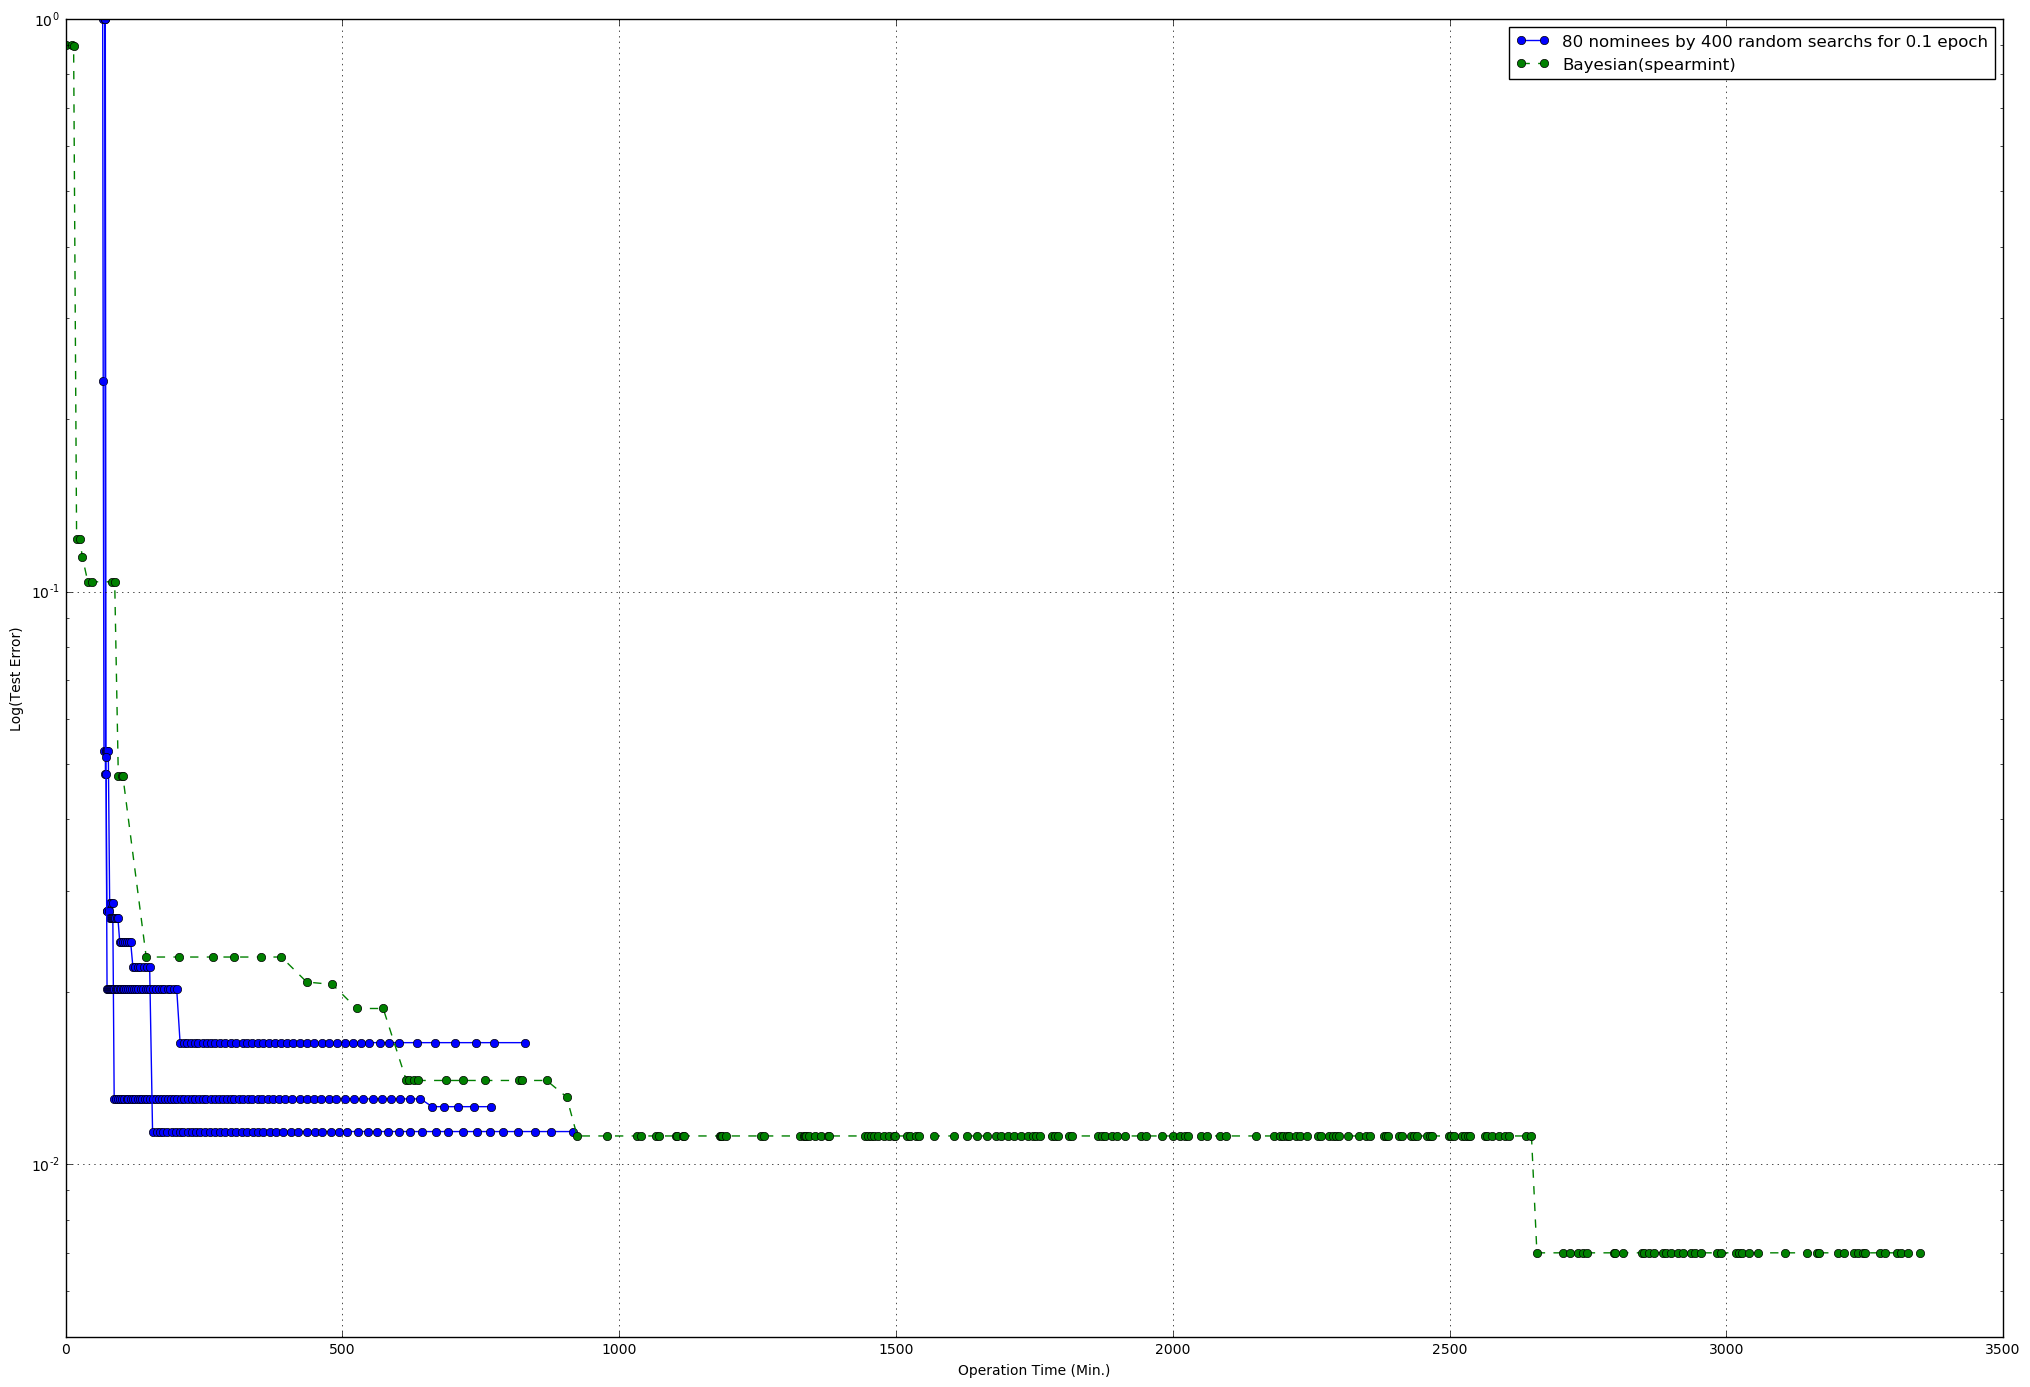 10^0
80 nominees by 400 random searchs for 0.1 epoch
Bayesian(spearmint)
10^-1
Log(Test Error)
10^-2
0 500 1000 1500 2000 2500 3000 3500
Operation Time (Min.)